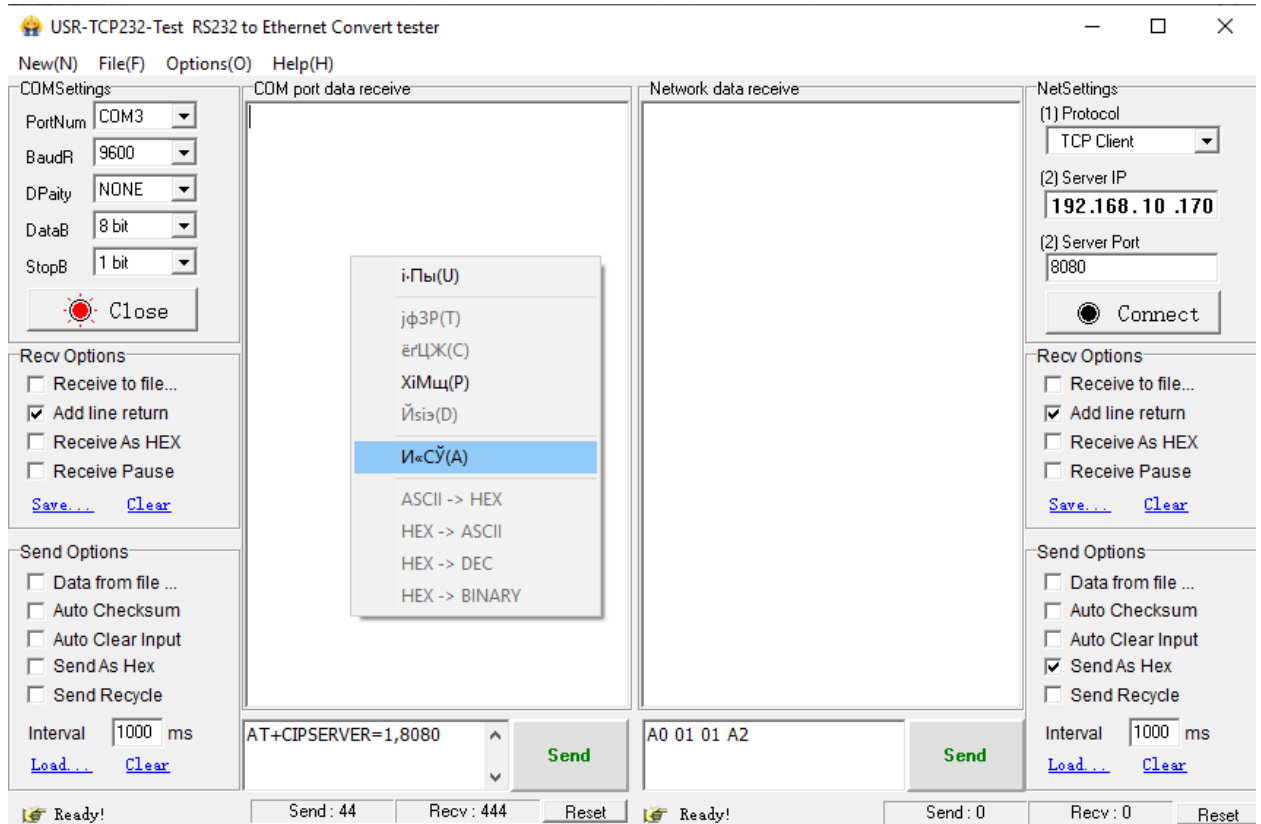 USR-TCP232-Test RS232 to Ethernet Convert tester
New(N) File(F) Options(O) Help(H)
COMSettings
PortNum COM3
BaudR 9600
DPaity NONE
DataB 8 bit
StopB 1 bit
Close
Recv Options
Receive to file...
Add line return
Receive As HEX
Receive Pause
Save... Clear
Send Options
Data from file ...
Auto Checksum
Auto Clear Input
Send As Hex
Send Recycle
Interval 1000 ms
Load... Clear
COM port data receive
і·Пы(U)
јфЗР(T)
ёґЦЖ(C)
ХіМщ(P)
Йѕіэ(D)
И«СЎ(A)
ASCII -> HEX
HEX -> ASCII
HEX -> DEC
HEX -> BINARY
AT+CIPSERVER=1,8080
Send
Network data receive
A0 01 01 A2
Send
NetSettings
(1) Protocol
TCP Client
(2) Server IP
192.168.10.170
(2) Server Port
8080
Connect
Recv Options
Receive to file...
Add line return
Receive As HEX
Receive Pause
Save... Clear
Send Options
Data from file ...
Auto Checksum
Auto Clear Input
Send As Hex
Send Recycle
Interval 1000 ms
Load... Clear
Ready! Send : 44 Recv : 444 Reset
Ready! Send : 0 Recv : 0 Reset